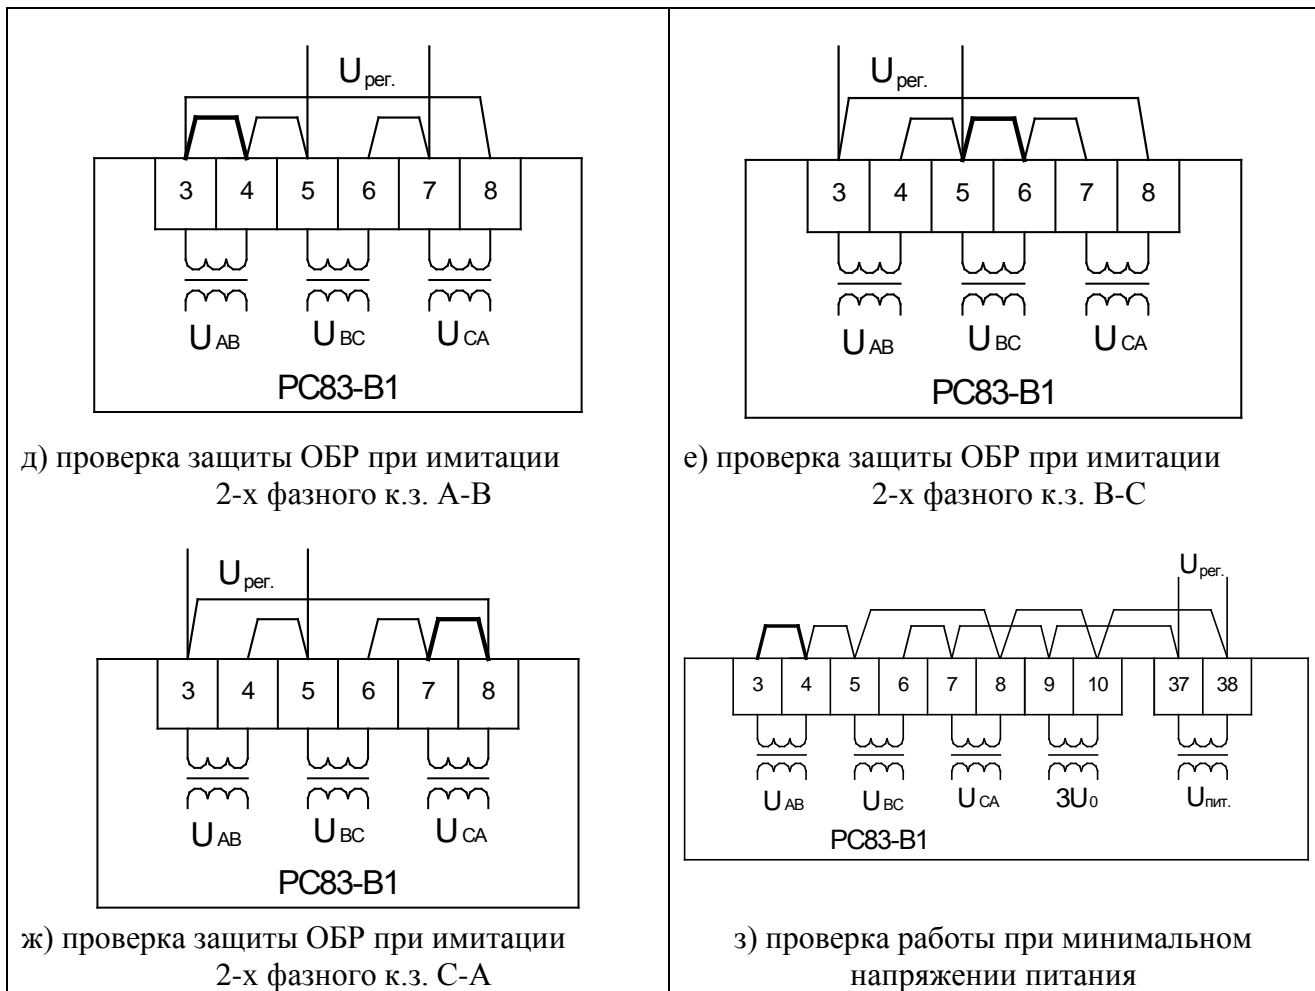 Uрег.
3 4 5 6 7 8
UAB UBC UCA
РС83-В1
д) проверка защиты ОБР при имитации
2-х фазного к.з. А-В
Uрег.
3 4 5 6 7 8
UAB UBC UCA
РС83-В1
е) проверка защиты ОБР при имитации
2-х фазного к.з. В-С
Uрег.
3 4 5 6 7 8
UAB UBC UCA
РС83-В1
ж) проверка защиты ОБР при имитации
2-х фазного к.з. С-А
Uрег.
3 4 5 6 7 8 9 10 37 38
UAB UBC UCA 3U0 Uпит.
РС83-В1
з) проверка работы при минимальном
напряжении питания